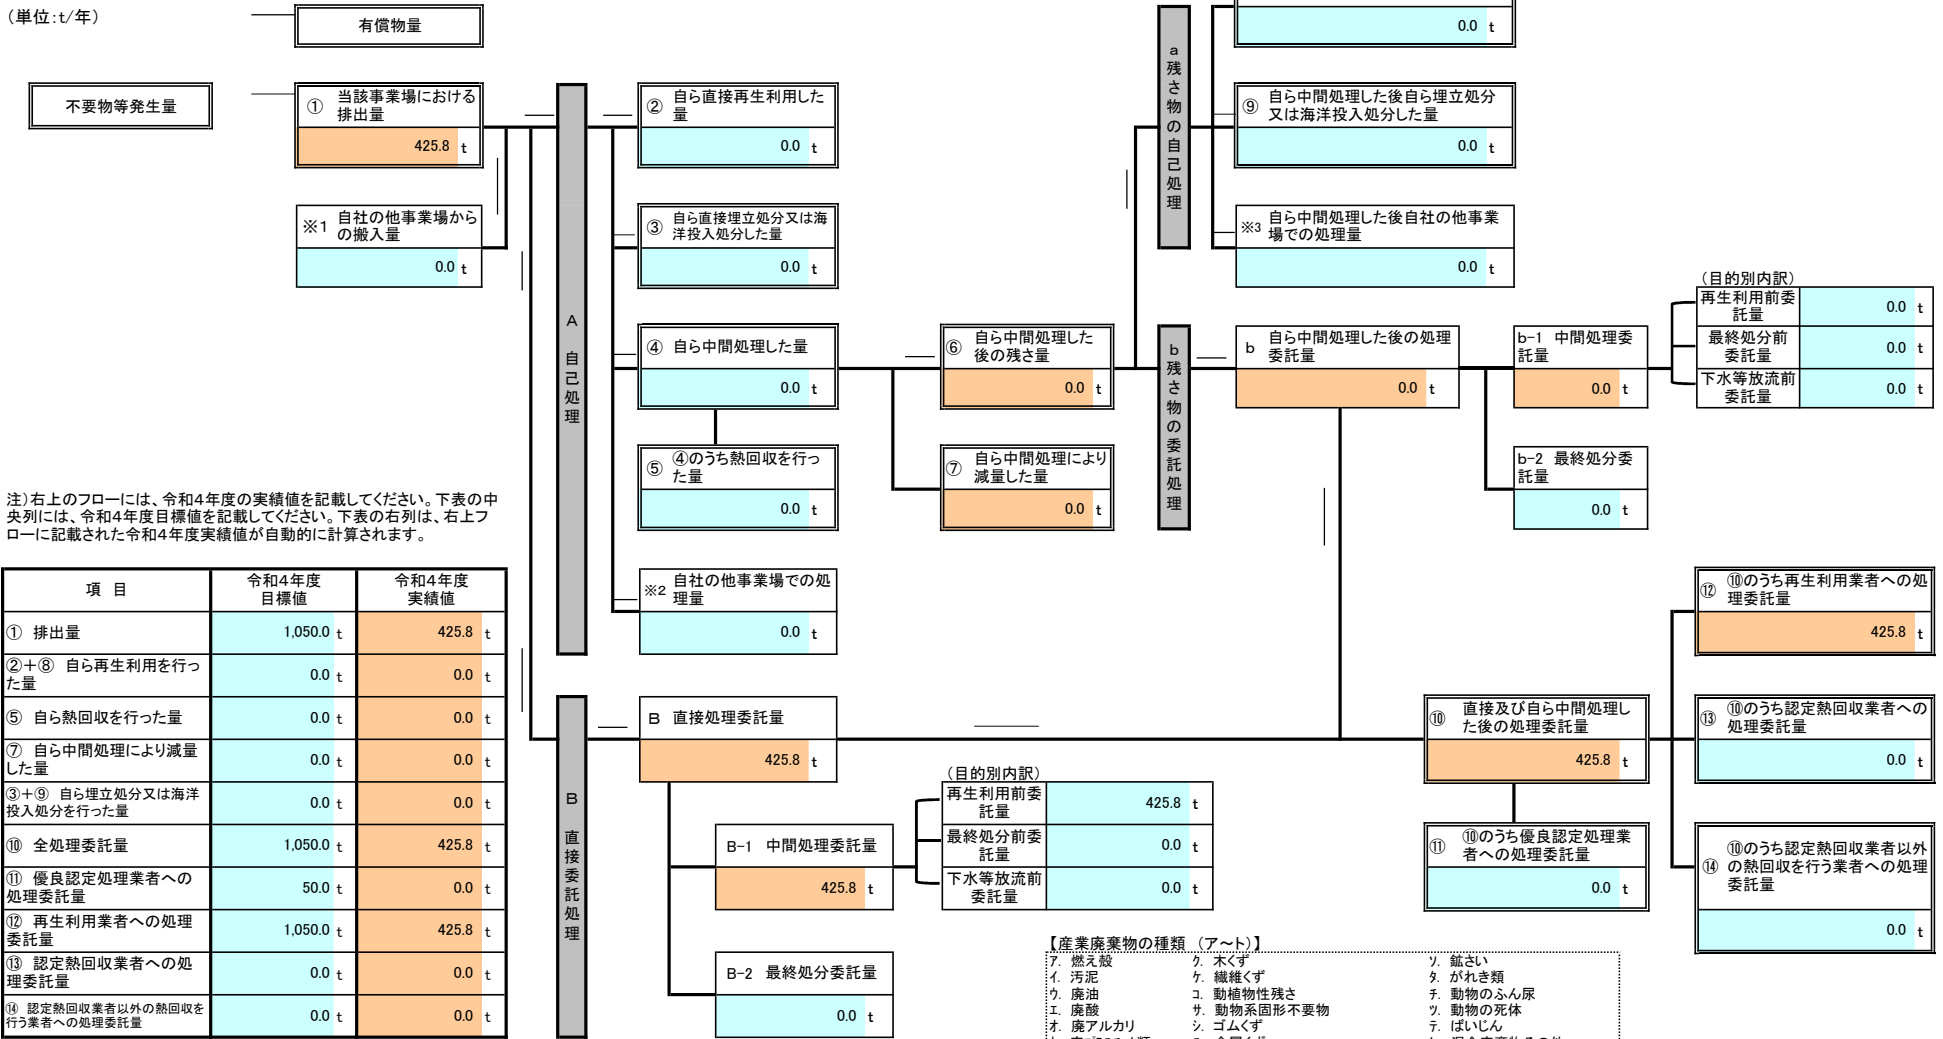 （単位：t/年）
有償物量
0.0 t
不要物等発生量
① 当該事業場における
排出量
425.8 t
※1 自社の他事業場から
の搬入量
0.0 t
A 自己処理
② 自ら直接再生利用した
量
0.0 t
③ 自ら直接埋立処分又は海
洋投入処分した量
0.0 t
④ 自ら中間処理した量
0.0 t
⑤ ④のうち熱回収を行っ
た量
0.0 t
※2 自社の他事業場での処
理量
0.0 t
⑥ 自ら中間処理した
後の残さ量
0.0 t
⑦ 自ら中間処理により
減量した量
0.0 t
a 残さ物の自己処理
⑨ 自ら中間処理した後自ら埋立処分
又は海洋投入処分した量
0.0 t
※3 自ら中間処理した後自社の他事業
場での処理量
0.0 t
b 残さ物の委託処理
b 自ら中間処理した後の処理
委託量
0.0 t
b-1 中間処理委
託量
0.0 t
（目的別内訳）
再生利用前委
託量
0.0 t
最終処分前
委託量
0.0 t
下水等放流前
委託量
0.0 t
b-2 最終処分委
託量
0.0 t
注）右上のフローには、令和４年度の実績値を記載してください。下表の中
央列には、令和４年度目標値を記載してください。下表の右列は、右上フ
ローに記載された令和４年度実績値が自動的に計算されます。
項 目 令和４年度
目標値 令和４年度
実績値
① 排出量 1,050.0 t 425.8 t
②＋⑧ 自ら再生利用を行っ
た量 0.0 t 0.0 t
⑤ 自ら熱回収を行った量 0.0 t 0.0 t
⑦ 自ら中間処理により減量
した量 0.0 t 0.0 t
③＋⑨ 自ら埋立処分又は海洋
投入処分を行った量 0.0 t 0.0 t
⑩ 全処理委託量 1,050.0 t 425.8 t
⑪ 優良認定処理業者への
処理委託量 50.0 t 0.0 t
⑫ 再生利用業者への処理
委託量 1,050.0 t 425.8 t
⑬ 認定熱回収業者への処
理委託量 0.0 t 0.0 t
⑭ 認定熱回収業者以外の熱回収を
行う業者への処理委託量 0.0 t 0.0 t
B 直接委託処理
B 直接処理委託量
425.8 t
B-1 中間処理委託量
425.8 t
（目的別内訳）
再生利用前委
託量
425.8 t
最終処分前委
託量
0.0 t
下水等放流前
委託量
0.0 t
B-2 最終処分委託量
0.0 t
⑩ 直接及び自ら中間処理し
た後の処理委託量
425.8 t
⑪ ⑩のうち優良認定処理業
者への処理委託量
0.0 t
⑫ ⑩のうち再生利用業者への処
理委託量
425.8 t
⑬ ⑩のうち認定熱回収業者への
処理委託量
0.0 t
⑭ ⑩のうち認定熱回収業者以外
の熱回収を行う業者への処理
委託量
0.0 t
【産業廃棄物の種類 （ア～ト）】
ア. 燃え殻 ク. 木くず ソ. 鉱さい
イ. 汚泥 ケ. 繊維くず タ. がれき類
ウ. 廃油 コ. 動植物性残さ チ. 動物のふん尿
エ. 廃酸 サ. 動物系固形不要物 ツ. 動物の死体
オ. 廃アルカリ シ. ゴムくず テ. ばいじん